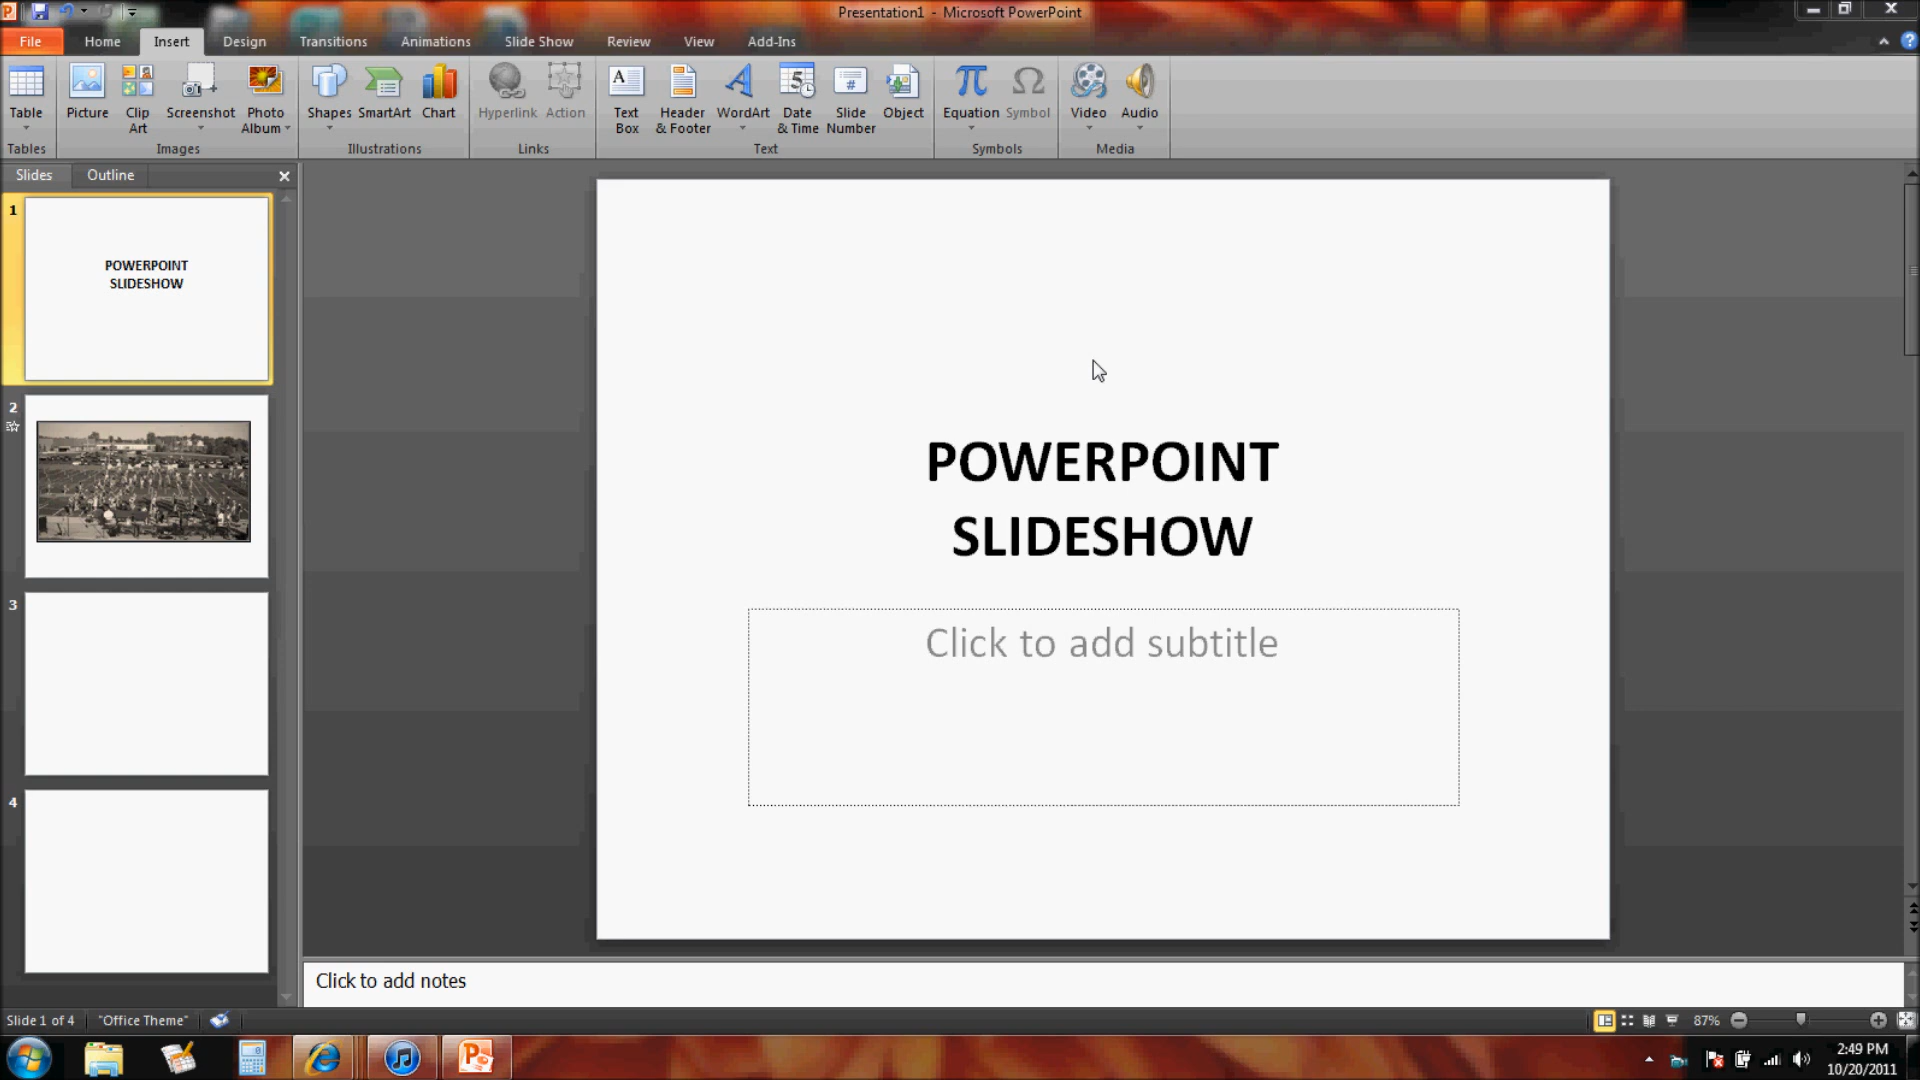 Presentation1 - Microsoft PowerPoint
File Home Insert Design Transitions Animations Slide Show Review View Add-Ins
Table Picture Clip Art Screenshot Photo Album Shapes SmartArt Chart Hyperlink Action Text Box Header & Footer WordArt Date & Time Slide Number Object Equation Symbol Video Audio
Tables Images Illustrations Links Text Symbols Media
Slides Outline
1
POWERPOINT
SLIDESHOW
2
3
4
POWERPOINT
SLIDESHOW
Click to add subtitle
Click to add notes
Slide 1 of 4 "Office Theme" 87%
2:49 PM
10/20/2011